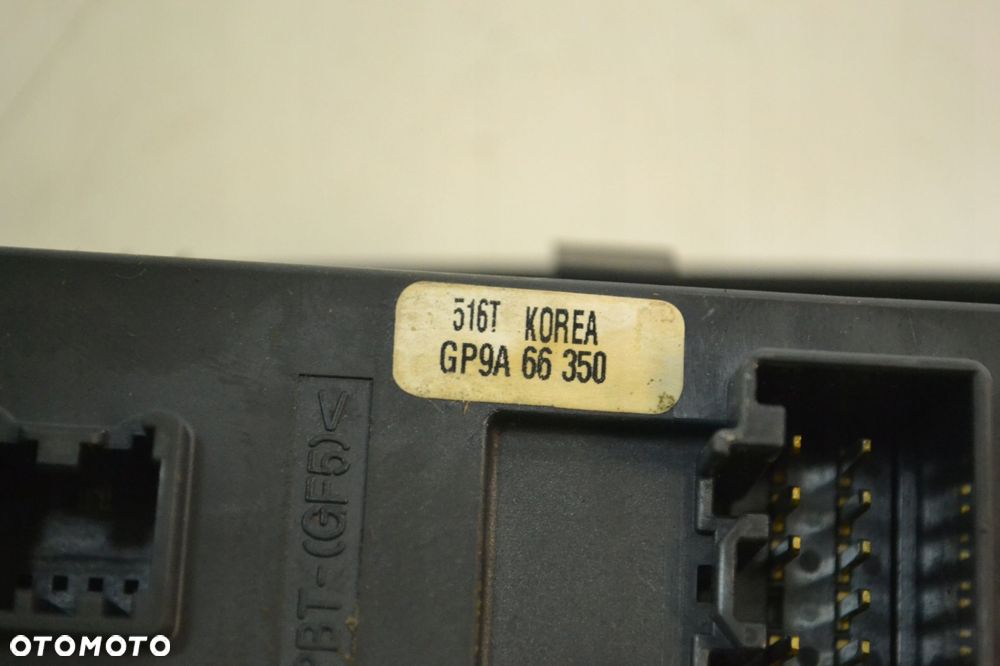 516T KOREA
GP9A 66 350
PBT-(GF5)<
OTOMOTO